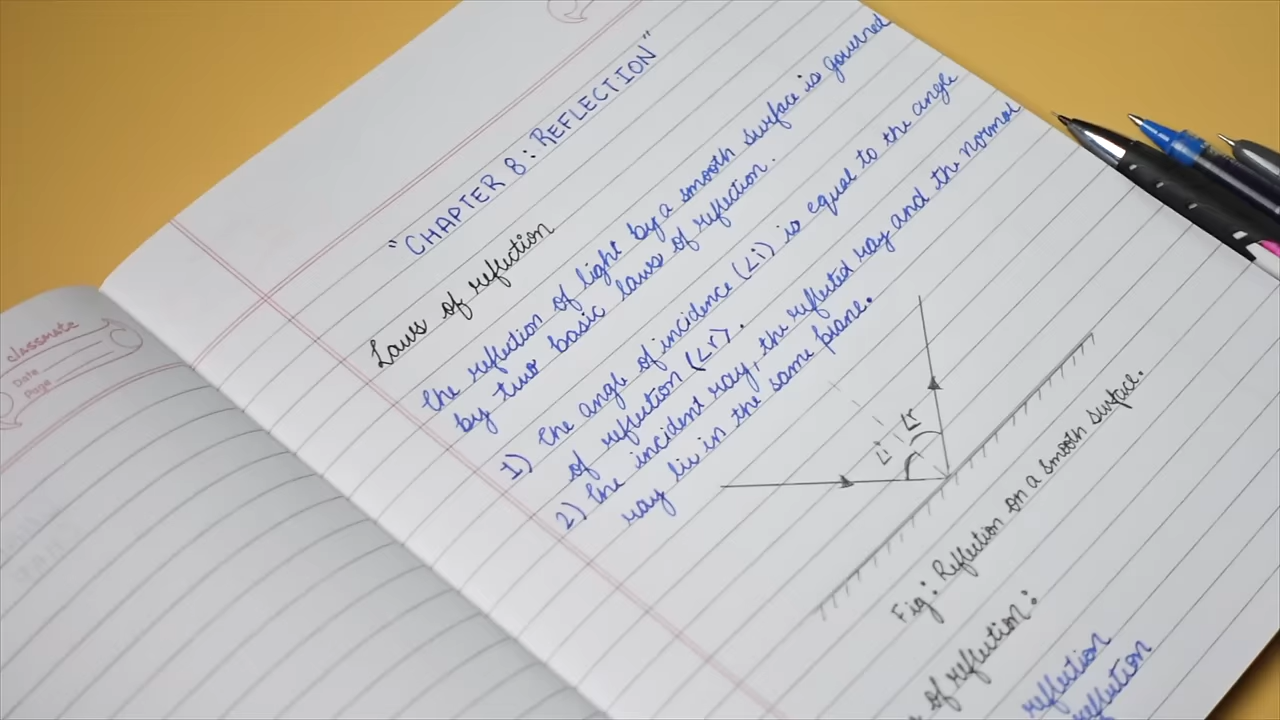 classmate
Date
Page
"CHAPTER 8: REFLECTION"
Laws of reflection
The reflection of light by a smooth surface is governed
by two basic laws of reflection.
1) The angle of incidence (∠i) is equal to the angle
of reflection (∠r).
2) The incident ray, the reflected ray and the normal
ray lie in the same plane.
∠i ∠r
Fig: Reflection on a smooth surface.
of reflection:
reflection
reflection